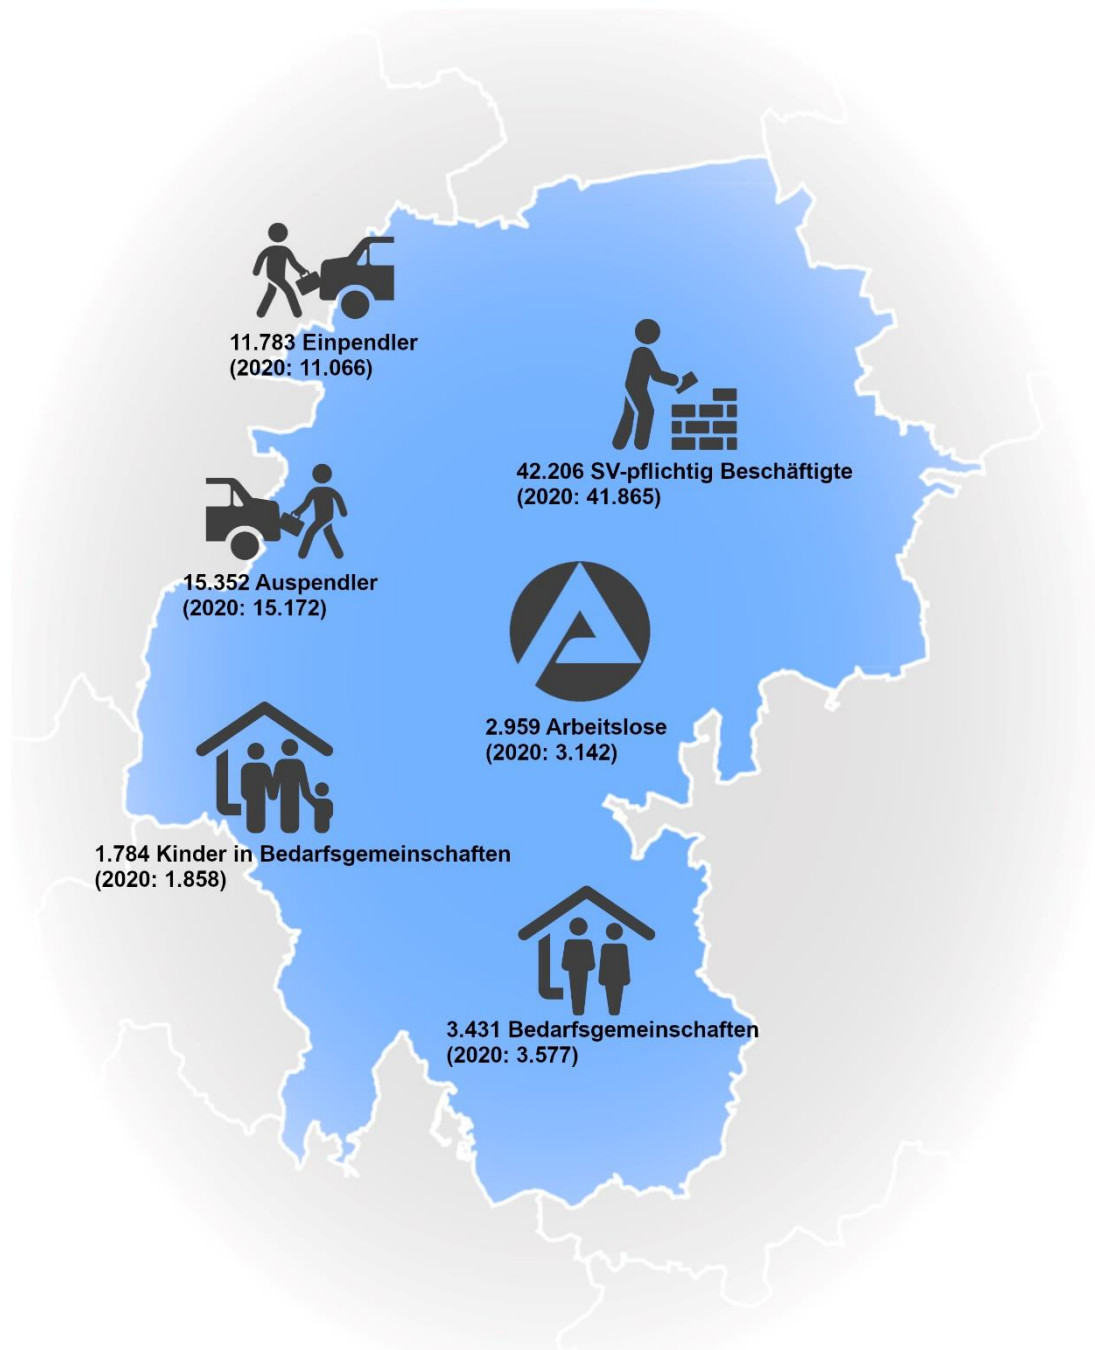 11.783 Einpendler
(2020: 11.066)
42.206 SV-pflichtig Beschäftigte
(2020: 41.865)
15.352 Auspendler
(2020: 15.172)
2.959 Arbeitslose
(2020: 3.142)
1.784 Kinder in Bedarfsgemeinschaften
(2020: 1.858)
3.431 Bedarfsgemeinschaften
(2020: 3.577)